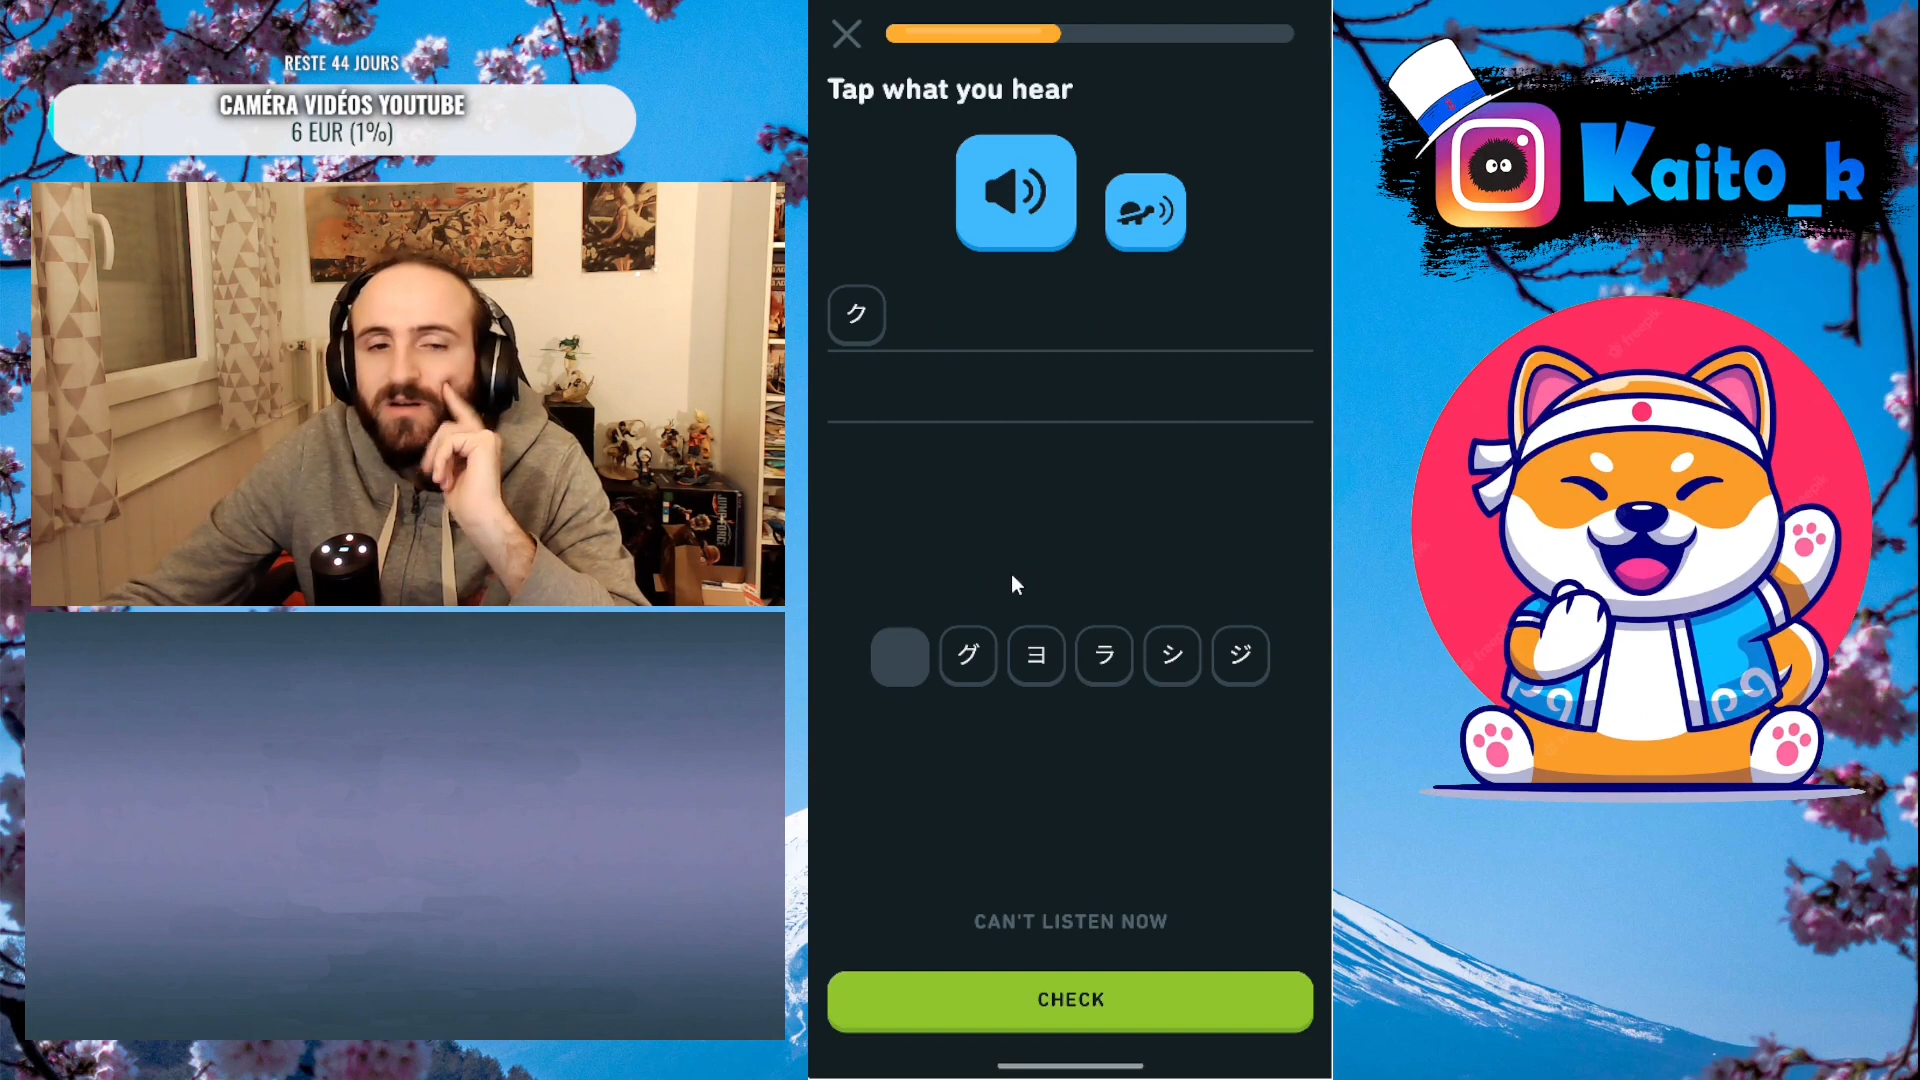 RESTE 44 JOURS
CAMÉRA VIDÉOS YOUTUBE
6 EUR (1%)
Tap what you hear
ク
グ ヨ ラ シ ジ
CAN'T LISTEN NOW
CHECK
Kaito_k